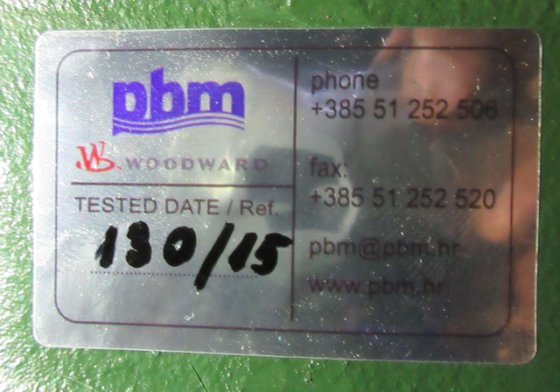 pbm
WOODWARD
TESTED DATE / Ref.
130/15
phone
+385 51 252 506
fax:
+385 51 252 520
pbm@pbm.hr
www.pbm.hr